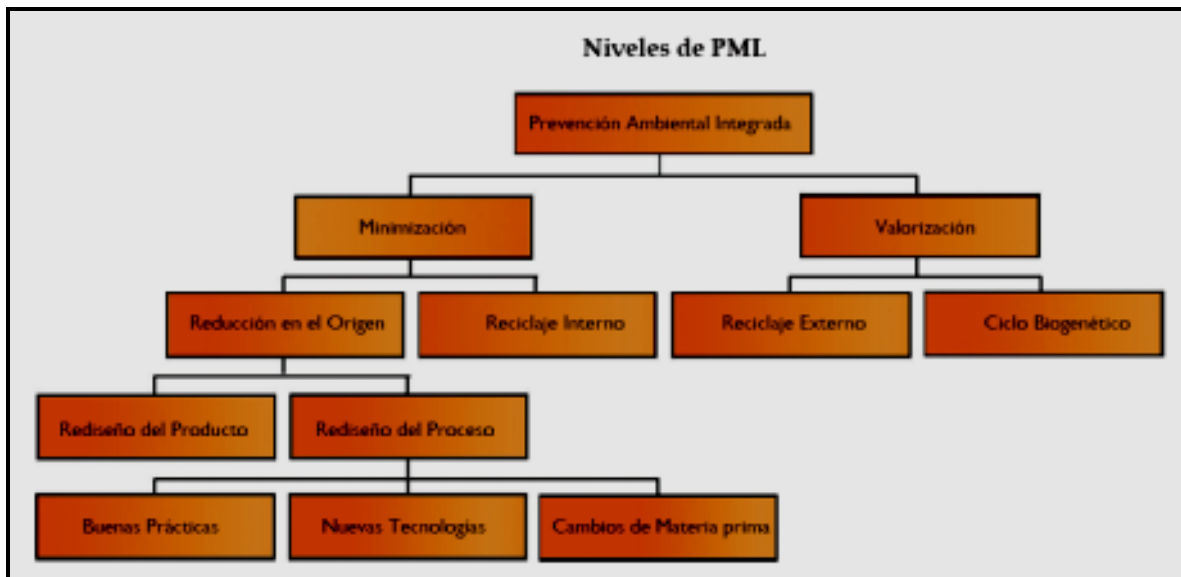 Niveles de PML
Prevención Ambiental Integrada
Minimización
Valorización
Reducción en el Origen
Reciclaje Interno
Reciclaje Externo
Ciclo Biogenético
Rediseño del Producto
Rediseño del Proceso
Buenas Prácticas
Nuevas Tecnologías
Cambios de Materia prima